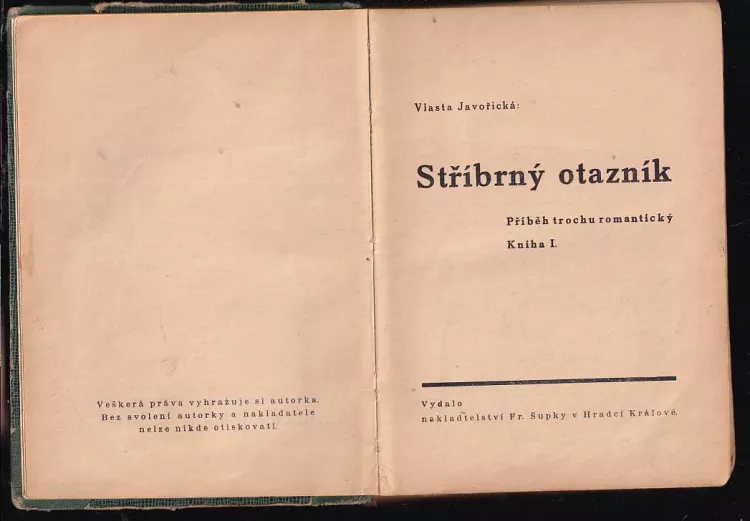 Veškerá práva vyhražuje si autorka.
Bez svolení autorky a nakladatele
nelze nikde otiskovati.
Vlasta Javořická:
Stříbrný otazník
Příběh trochu romantický
Kniha I.
Vydalo
nakladatelství Fr. Šupky v Hradci Králové.